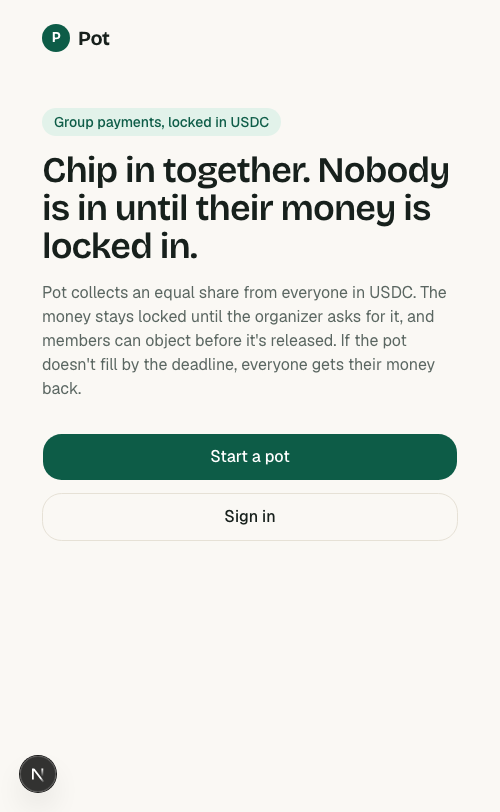 P Pot
Group payments, locked in USDC
Chip in together. Nobody
is in until their money is
locked in.
Pot collects an equal share from everyone in USDC. The
money stays locked until the organizer asks for it, and
members can object before it's released. If the pot
doesn't fill by the deadline, everyone gets their money
back.
Start a pot
Sign in
N